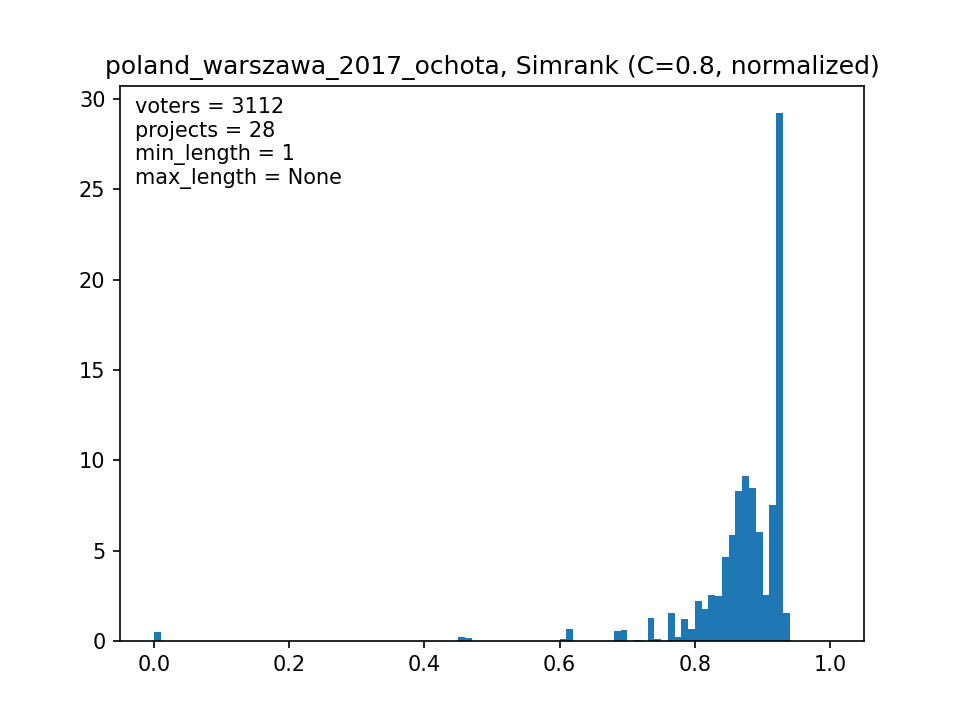 poland_warszawa_2017_ochota, Simrank (C=0.8, normalized)
voters = 3112
projects = 28
min_length = 1
max_length = None
30
25
20
15
10
5
0
0.0 0.2 0.4 0.6 0.8 1.0